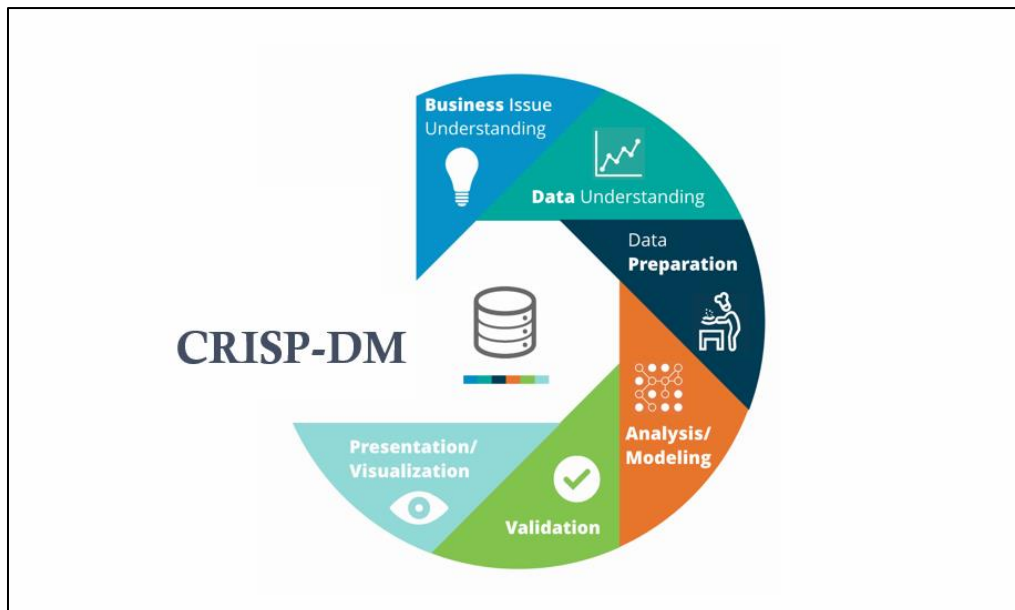 Business Issue
Understanding
Data Understanding
Data
Preparation
CRISP-DM
Analysis/
Modeling
Presentation/
Visualization
Validation